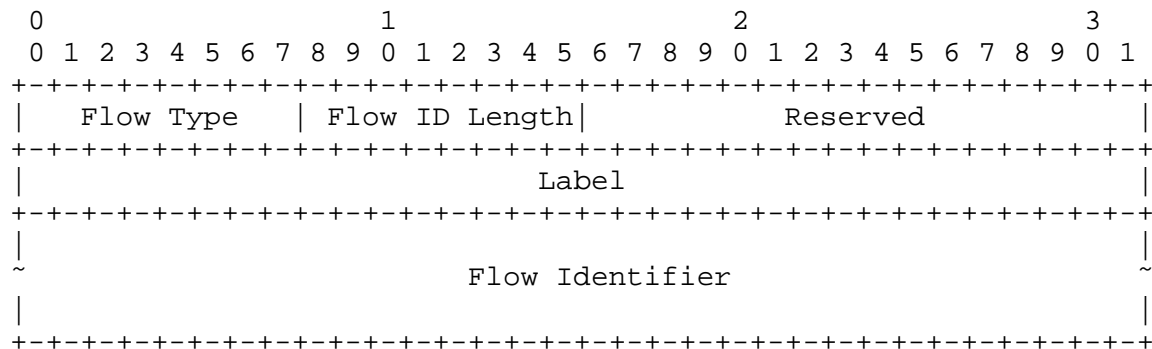 0                   1                   2                   3
 0 1 2 3 4 5 6 7 8 9 0 1 2 3 4 5 6 7 8 9 0 1 2 3 4 5 6 7 8 9 0 1
+-+-+-+-+-+-+-+-+-+-+-+-+-+-+-+-+-+-+-+-+-+-+-+-+-+-+-+-+-+-+-+-+
|   Flow Type   | Flow ID Length|           Reserved            |
+-+-+-+-+-+-+-+-+-+-+-+-+-+-+-+-+-+-+-+-+-+-+-+-+-+-+-+-+-+-+-+-+
|                             Label                             |
+-+-+-+-+-+-+-+-+-+-+-+-+-+-+-+-+-+-+-+-+-+-+-+-+-+-+-+-+-+-+-+-+
|                                                               |
~                         Flow Identifier                       ~
|                                                               |
+-+-+-+-+-+-+-+-+-+-+-+-+-+-+-+-+-+-+-+-+-+-+-+-+-+-+-+-+-+-+-+-+